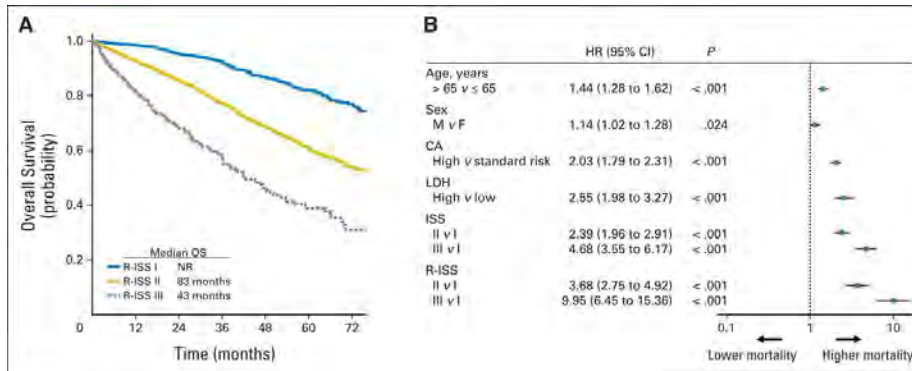 A
Overall Survival
(probability)
1.0
0.8
0.6
0.4
0.2
Median OS
R-ISS I NR
R-ISS II 83 months
R-ISS III 43 months
0 12 24 36 48 60 72
Time (months)
B
HR (95% CI) P
Age, years
> 65 v ≤ 65 1.44 (1.28 to 1.62) < .001
Sex
M v F 1.14 (1.02 to 1.28) .024
CA
High v standard risk 2.03 (1.79 to 2.31) < .001
LDH
High v low 2.55 (1.98 to 3.27) < .001
ISS
II v I 2.39 (1.96 to 2.91) < .001
III v I 4.68 (3.55 to 6.17) < .001
R-ISS
II v I 3.68 (2.75 to 4.92) < .001
III v I 9.95 (6.45 to 15.36) < .001
0.1 1 10
Lower mortality Higher mortality